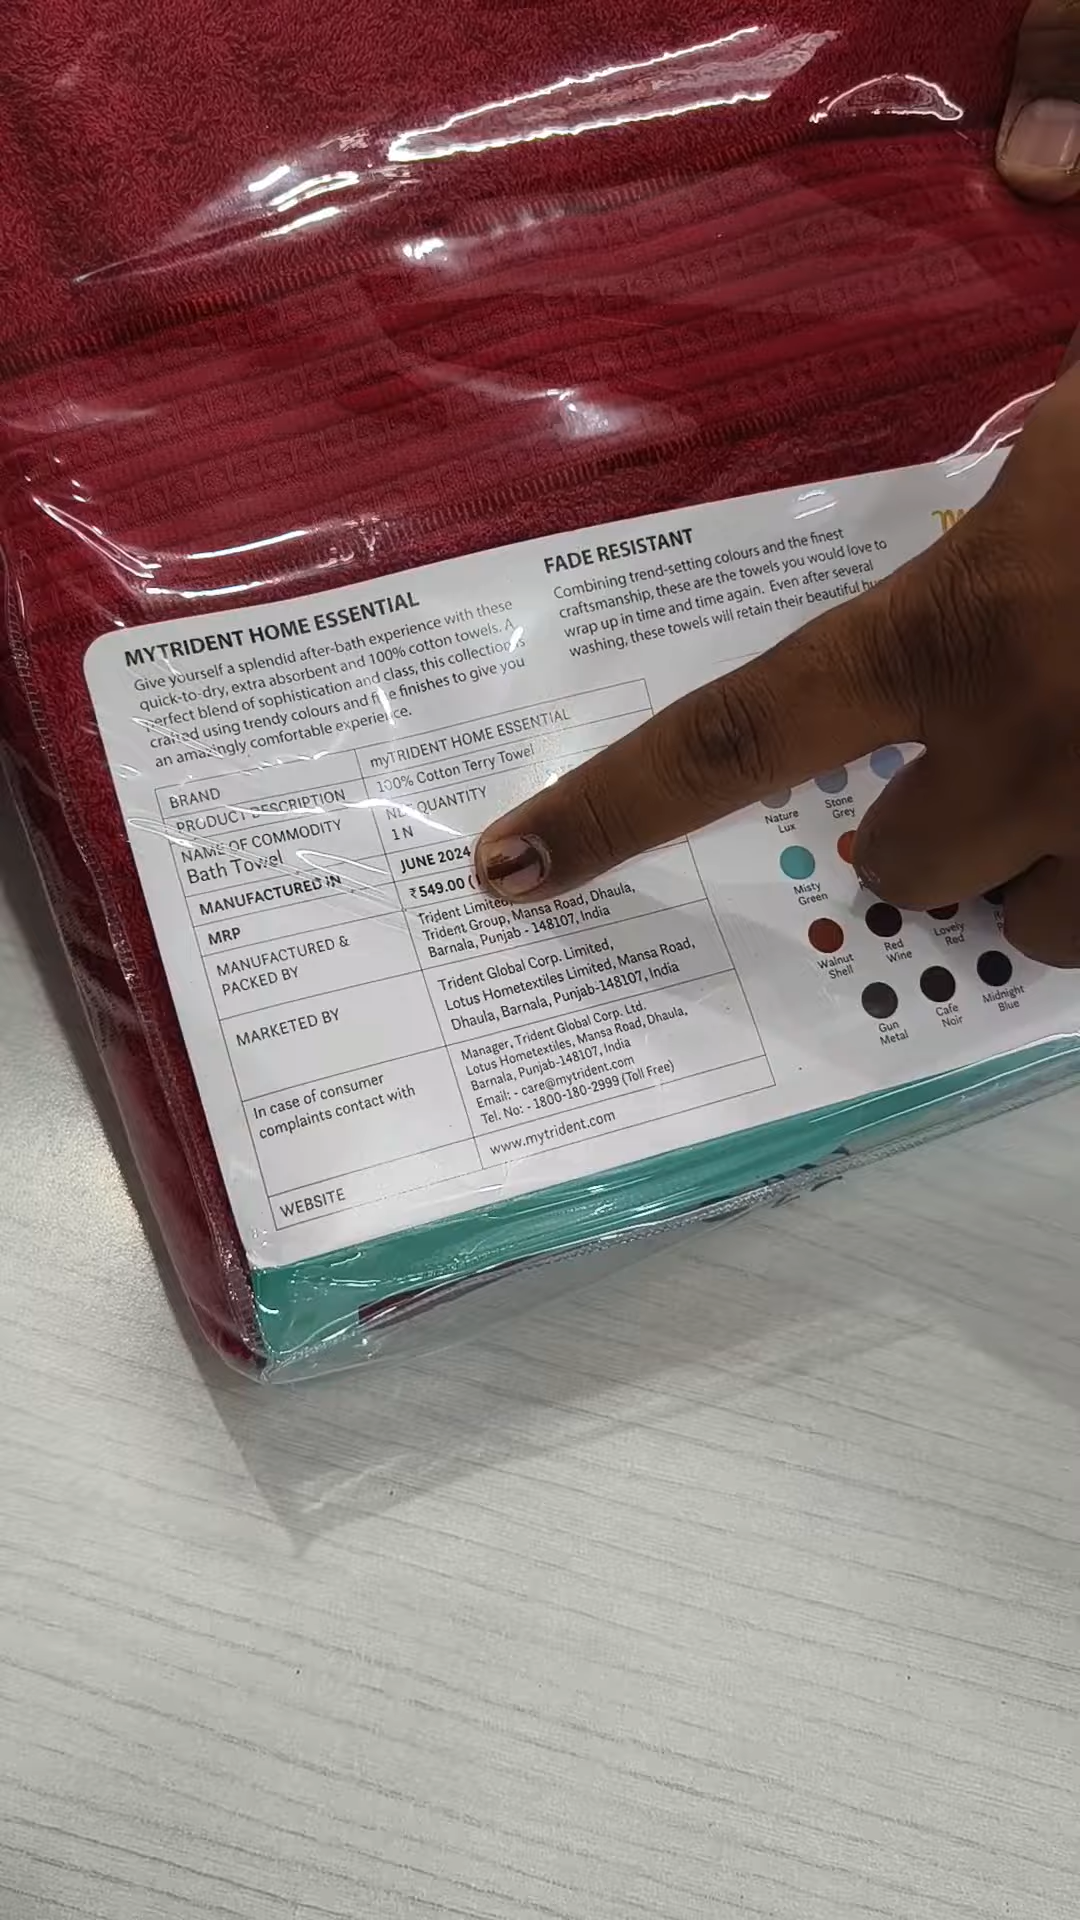 MYTRIDENT HOME ESSENTIAL
Give yourself a splendid after-bath experience with these
quick-to-dry, extra absorbent and 100% cotton towels. A
perfect blend of sophistication and class, this collection is
crafted using trendy colours and fine finishes to give you
an amazingly comfortable experience.
FADE RESISTANT
Combining trend-setting colours and the finest
craftsmanship, these are the towels you would love to
wrap up in time and time again. Even after several
washing, these towels will retain their beautiful
BRAND
myTRIDENT HOME ESSENTIAL
PRODUCT DESCRIPTION
100% Cotton Terry Towel
NAME OF COMMODITY
Bath Towel
NET QUANTITY
1 N
MANUFACTURED IN
JUNE 2024
MRP
₹549.00 (
MANUFACTURED &
PACKED BY
Trident Limited,
Trident Group, Mansa Road, Dhaula,
Barnala, Punjab - 148107, India
MARKETED BY
Trident Global Corp. Limited,
Lotus Hometextiles Limited, Mansa Road,
Dhaula, Barnala, Punjab-148107, India
In case of consumer
complaints contact with
Manager, Trident Global Corp. Ltd.
Lotus Hometextiles, Mansa Road, Dhaula,
Barnala, Punjab-148107, India
Email: - care@mytrident.com
Tel. No: - 1800-180-2999 (Toll Free)
WEBSITE
www.mytrident.com
Nature
Lux
Stone
Grey
Misty
Green
Walnut
Shell
Red
Wine
Lovely
Red
Gun
Metal
Cafe
Noir
Midnight
Blue